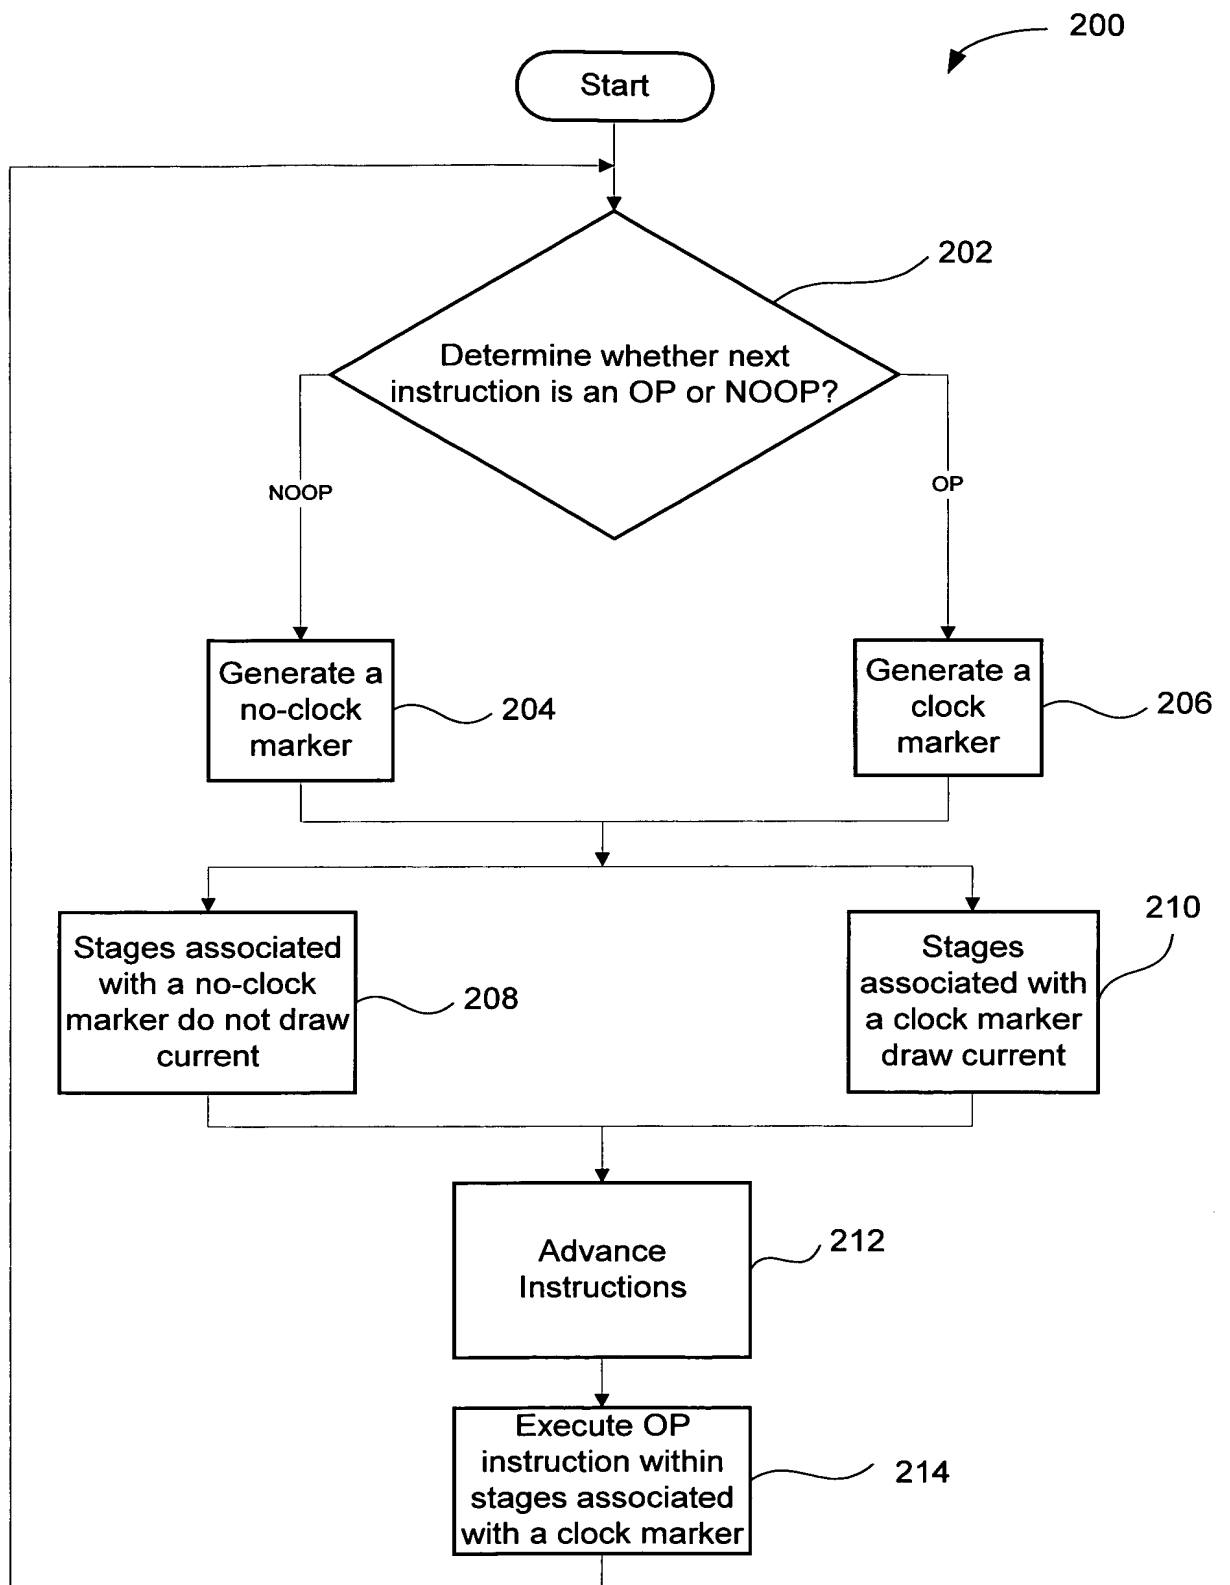 200
Start
202
Determine whether next
instruction is an OP or NOOP?
NOOP
OP
Generate a
no-clock
marker
204
Generate a
clock
marker
206
Stages associated
with a no-clock
marker do not draw
current
208
Stages
associated with
a clock marker
draw current
210
Advance
Instructions
212
Execute OP
instruction within
stages associated
with a clock marker
214